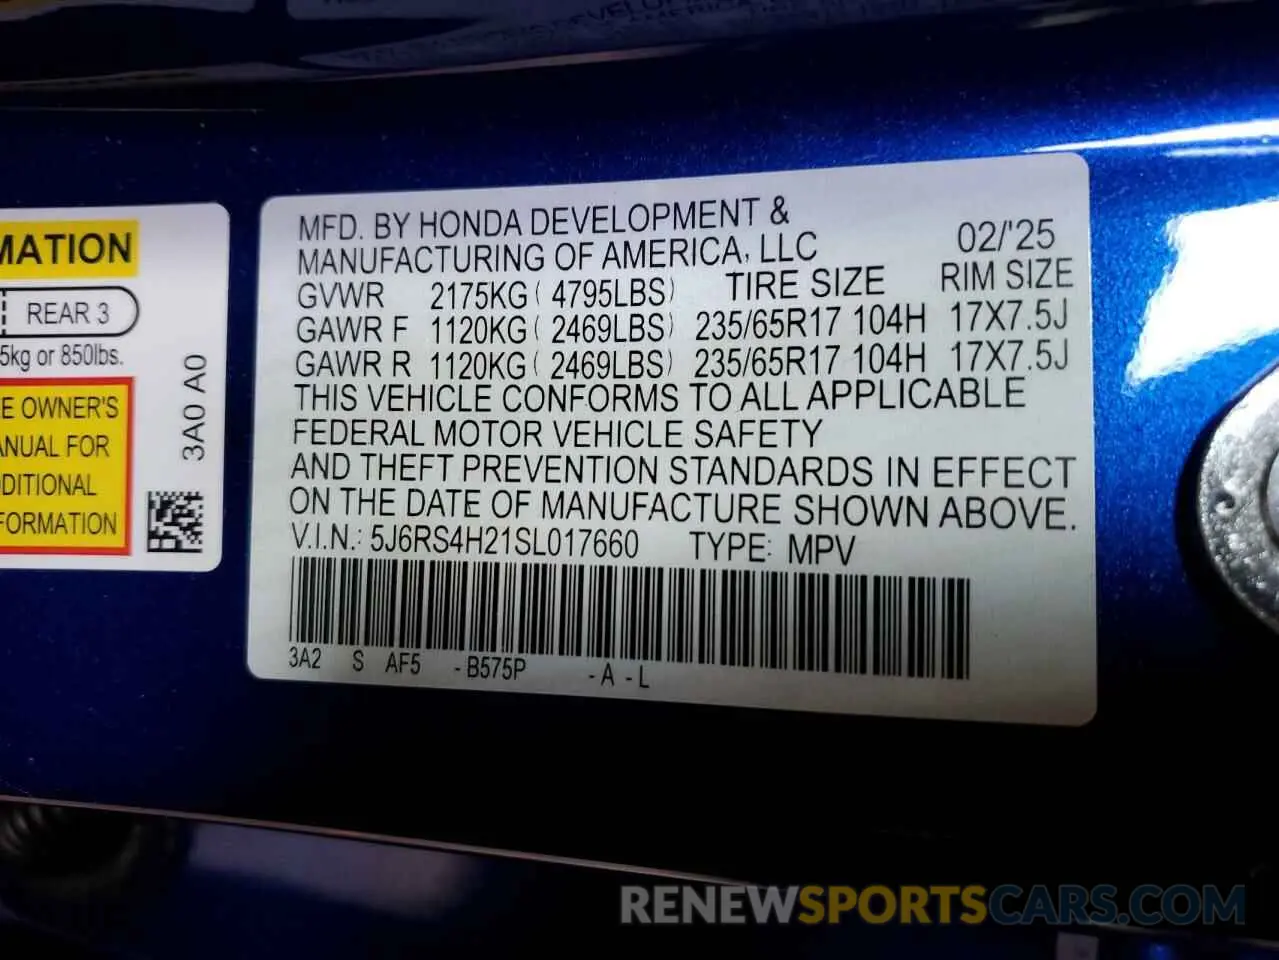 MATION
REAR 3
5kg or 850lbs.
E OWNER'S
ANUAL FOR
DITIONAL
FORMATION
3A0 A0
MFD. BY HONDA DEVELOPMENT &
MANUFACTURING OF AMERICA, LLC 02/'25
GVWR 2175KG ( 4795LBS) TIRE SIZE RIM SIZE
GAWR F 1120KG ( 2469LBS) 235/65R17 104H 17X7.5J
GAWR R 1120KG ( 2469LBS) 235/65R17 104H 17X7.5J
THIS VEHICLE CONFORMS TO ALL APPLICABLE
FEDERAL MOTOR VEHICLE SAFETY
AND THEFT PREVENTION STANDARDS IN EFFECT
ON THE DATE OF MANUFACTURE SHOWN ABOVE.
V.I.N.: 5J6RS4H21SL017660 TYPE: MPV
3A2 S AF5 - B575P - A - L
RENEWSPORTSCARS.COM